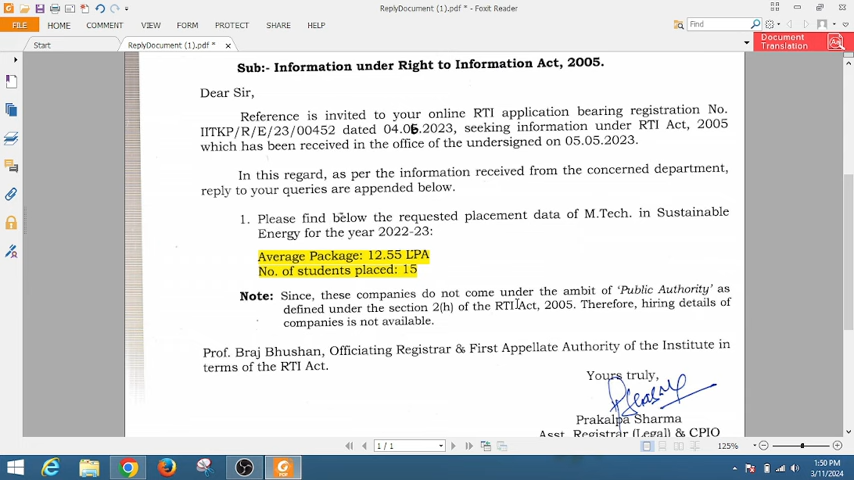 ReplyDocument (1).pdf * - Foxit Reader
FILE HOME COMMENT VIEW FORM PROTECT SHARE HELP
Find
Start ReplyDocument (1).pdf *
Document Translation
Sub:- Information under Right to Information Act, 2005.
Dear Sir,
Reference is invited to your online RTI application bearing registration No.
IITKP/R/E/23/00452 dated 04.05.2023, seeking information under RTI Act, 2005
which has been received in the office of the undersigned on 05.05.2023.
In this regard, as per the information received from the concerned department,
reply to your queries are appended below.
1. Please find below the requested placement data of M.Tech. in Sustainable
Energy for the year 2022-23:
Average Package: 12.55 LPA
No. of students placed: 15
Note: Since, these companies do not come under the ambit of 'Public Authority' as
defined under the section 2(h) of the RTI Act, 2005. Therefore, hiring details of
companies is not available.
Prof. Braj Bhushan, Officiating Registrar & First Appellate Authority of the Institute in
terms of the RTI Act.
Yours truly,
Prakalpa Sharma
Asst. Registrar (Legal) & CPIO
1 / 1
125%
1:50 PM
3/11/2024